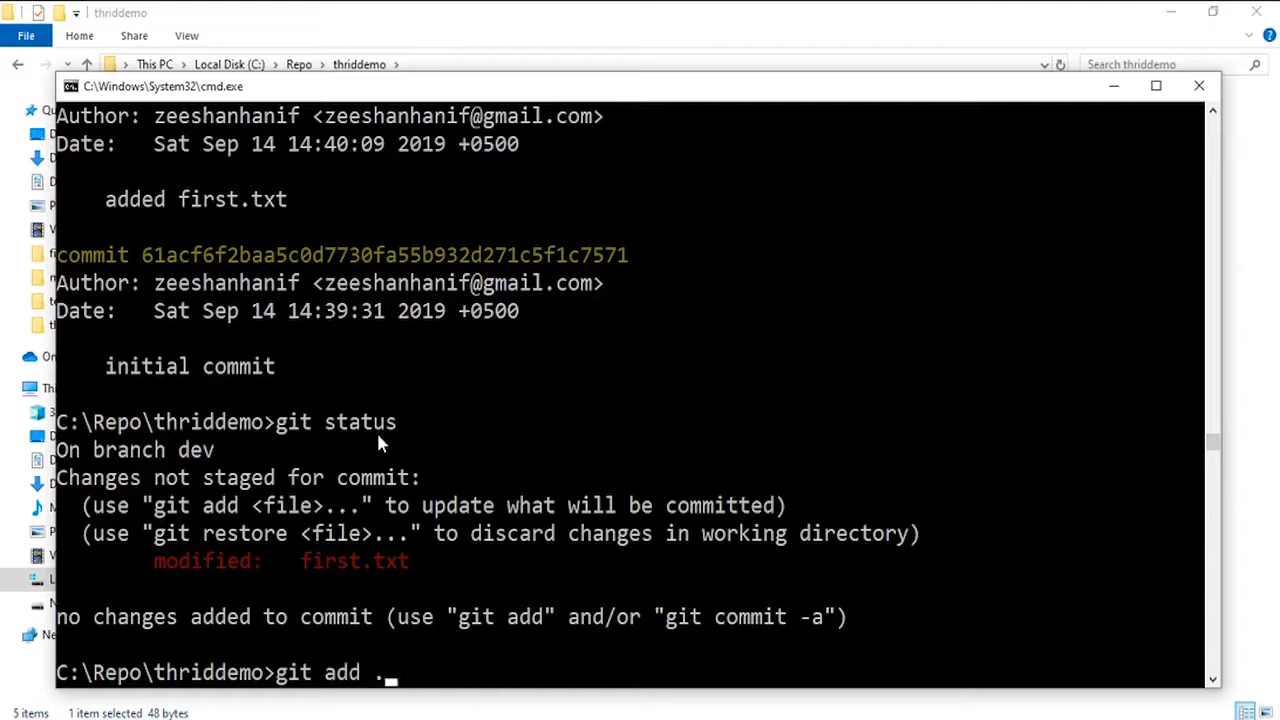 thriddemo
File Home Share View
This PC > Local Disk (C:) > Repo > thriddemo >
Search thriddemo
C:\Windows\System32\cmd.exe
Author: zeeshanhanif <zeeshanhanif@gmail.com>
Date:   Sat Sep 14 14:40:09 2019 +0500
added first.txt
commit 61acf6f2baa5c0d7730fa55b932d271c5f1c7571
Author: zeeshanhanif <zeeshanhanif@gmail.com>
Date:   Sat Sep 14 14:39:31 2019 +0500
initial commit
C:\Repo\thriddemo>git status
On branch dev
Changes not staged for commit:
(use "git add <file>..." to update what will be committed)
(use "git restore <file>..." to discard changes in working directory)
modified:   first.txt
no changes added to commit (use "git add" and/or "git commit -a")
C:\Repo\thriddemo>git add .
5 items 1 item selected 48 bytes